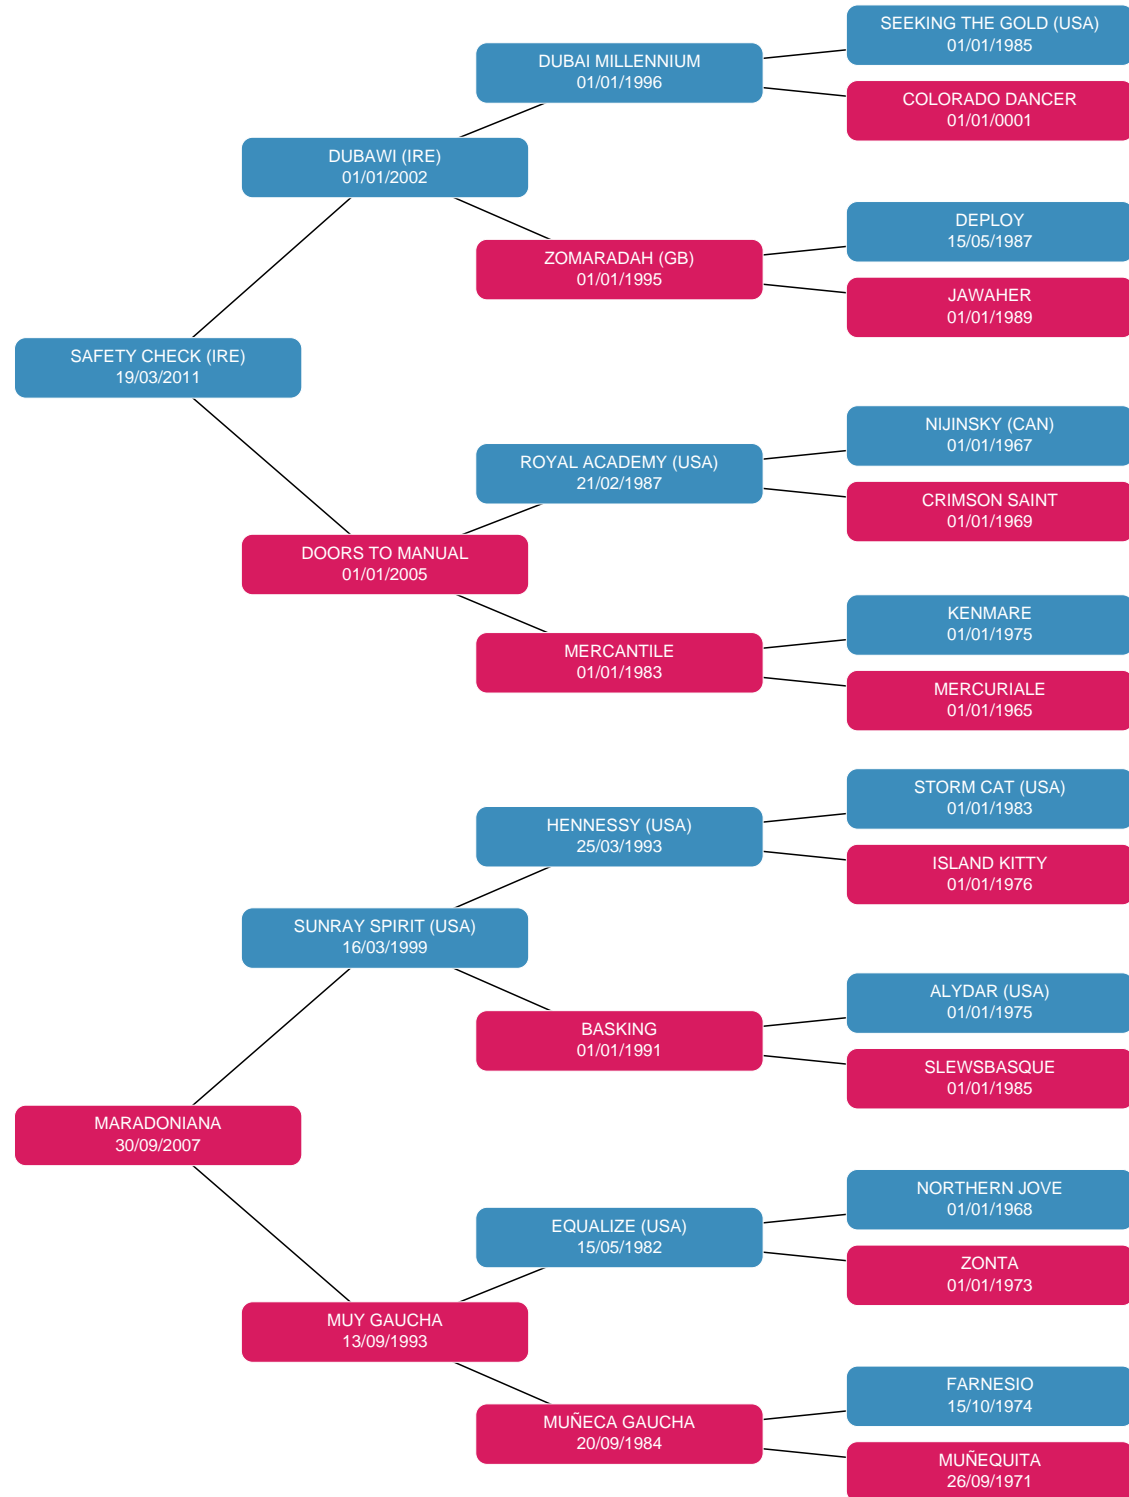 SEEKING THE GOLD (USA)
01/01/1985
DUBAI MILLENNIUM
01/01/1996
COLORADO DANCER
01/01/0001
DUBAWI (IRE)
01/01/2002
DEPLOY
15/05/1987
ZOMARADAH (GB)
01/01/1995
JAWAHER
01/01/1989
SAFETY CHECK (IRE)
19/03/2011
NIJINSKY (CAN)
01/01/1967
ROYAL ACADEMY (USA)
21/02/1987
CRIMSON SAINT
01/01/1969
DOORS TO MANUAL
01/01/2005
KENMARE
01/01/1975
MERCANTILE
01/01/1983
MERCURIALE
01/01/1965
STORM CAT (USA)
01/01/1983
HENNESSY (USA)
25/03/1993
ISLAND KITTY
01/01/1976
SUNRAY SPIRIT (USA)
16/03/1999
ALYDAR (USA)
01/01/1975
BASKING
01/01/1991
SLEWSBASQUE
01/01/1985
MARADONIANA
30/09/2007
NORTHERN JOVE
01/01/1968
EQUALIZE (USA)
15/05/1982
ZONTA
01/01/1973
MUY GAUCHA
13/09/1993
FARNESIO
15/10/1974
MUÑECA GAUCHA
20/09/1984
MUÑEQUITA
26/09/1971